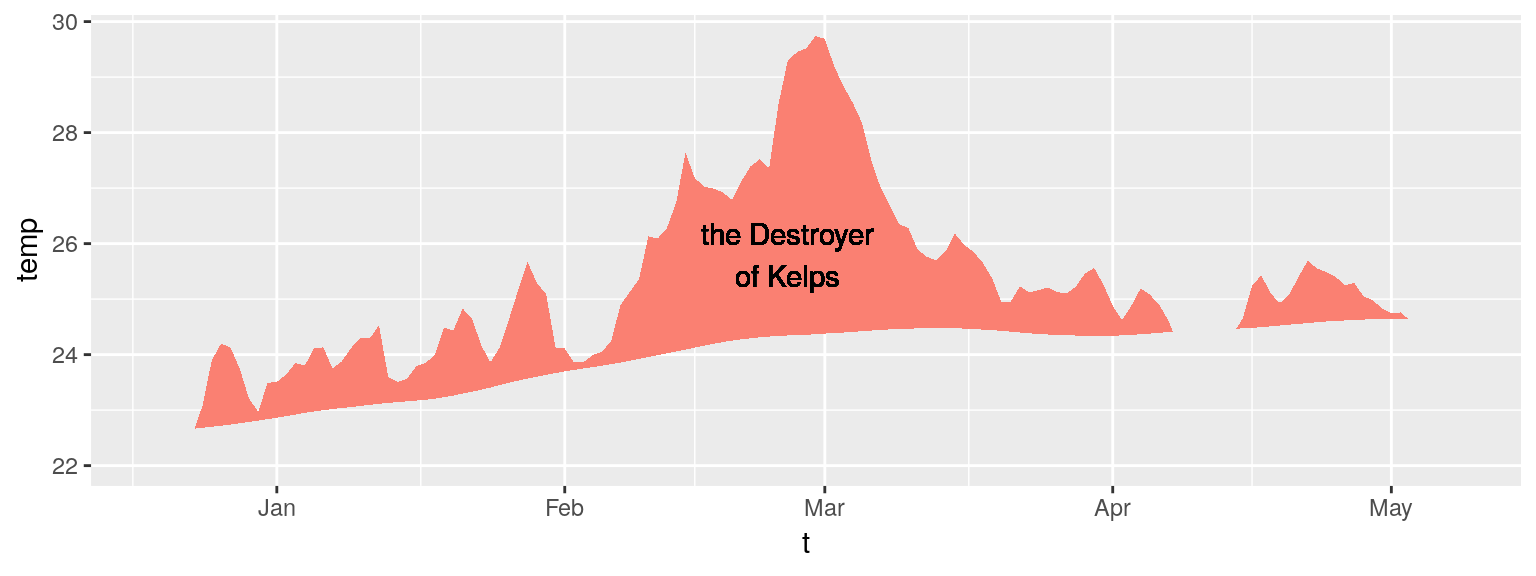 30
28
26
24
22
temp
the Destroyer
of Kelps
Jan Feb Mar Apr May
t